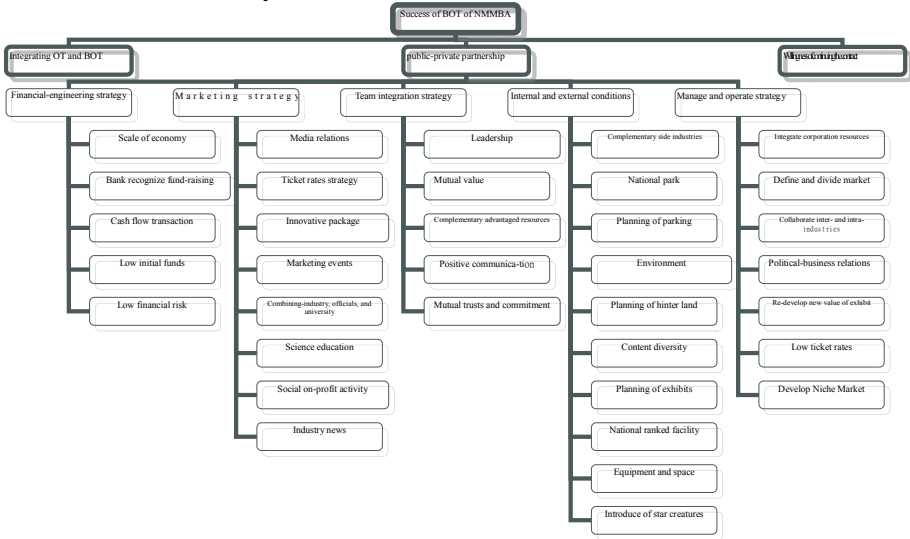 Success of BOT of NMMBA
Integrating OT and BOT
public-private partnership
Financial-engineering strategy
Scale of economy
Bank recognize fund-raising
Cash flow transaction
Low initial funds
Low financial risk
Marketing strategy
Media relations
Ticket rates strategy
Innovative package
Marketing events
Combining-industry, officials, and
university
Science education
Social on-profit activity
Industry news
Team integration strategy
Leadership
Mutual value
Complementary advantaged resources
Positive communica-tion
Mutual trusts and commitment
Internal and external conditions
Complementary side industries
National park
Planning of parking
Environment
Planning of hinter land
Content diversity
Planning of exhibits
National ranked facility
Equipment and space
Introduce of star creatures
Manage and operate strategy
Integrate corporation resources
Define and divide market
Collaborate inter- and intra-
industries
Political-business relations
Re-develop new value of exhibit
Low ticket rates
Develop Niche Market